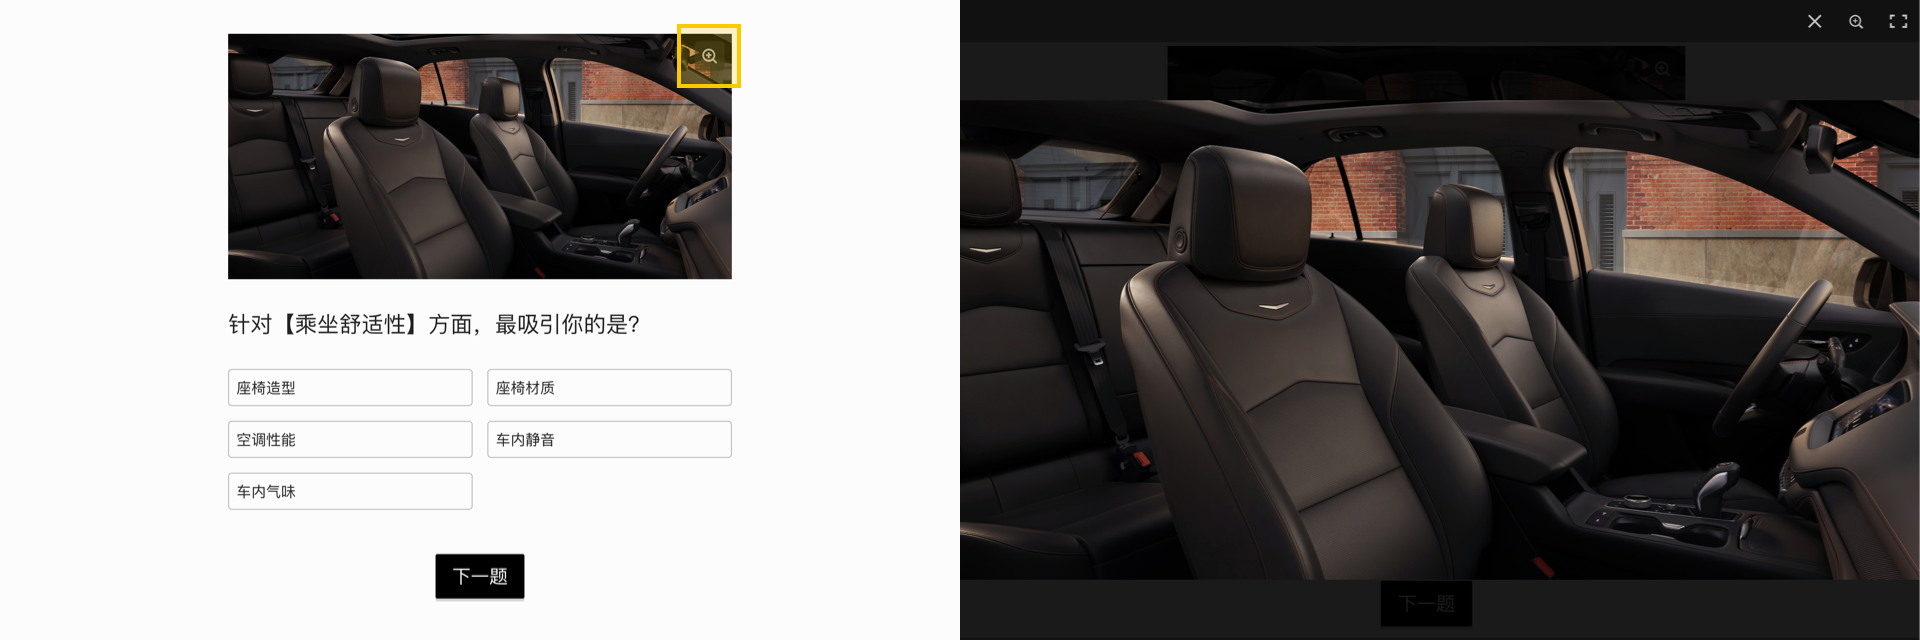 针对【乘坐舒适性】方面，最吸引你的是?
座椅造型
座椅材质
空调性能
车内静音
车内气味
下一题
下一题